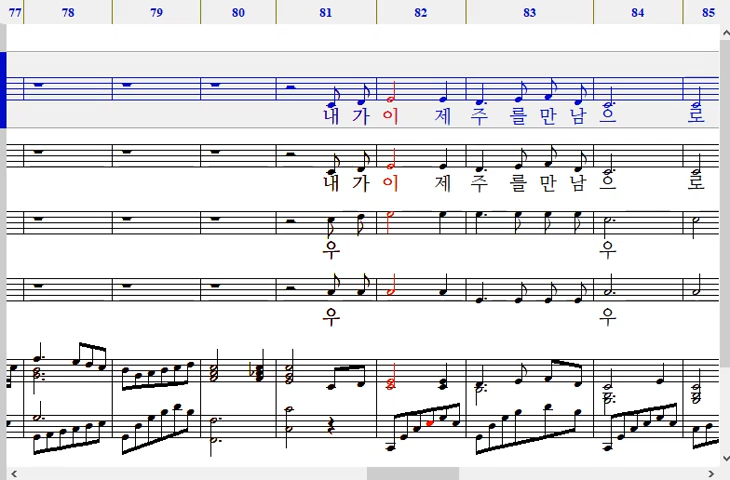 77 78 79 80 81 82 83 84 85
내 가 이 제 주 를 만 남 으 로
내 가 이 제 주 를 만 남 으 로
우 우
우 우